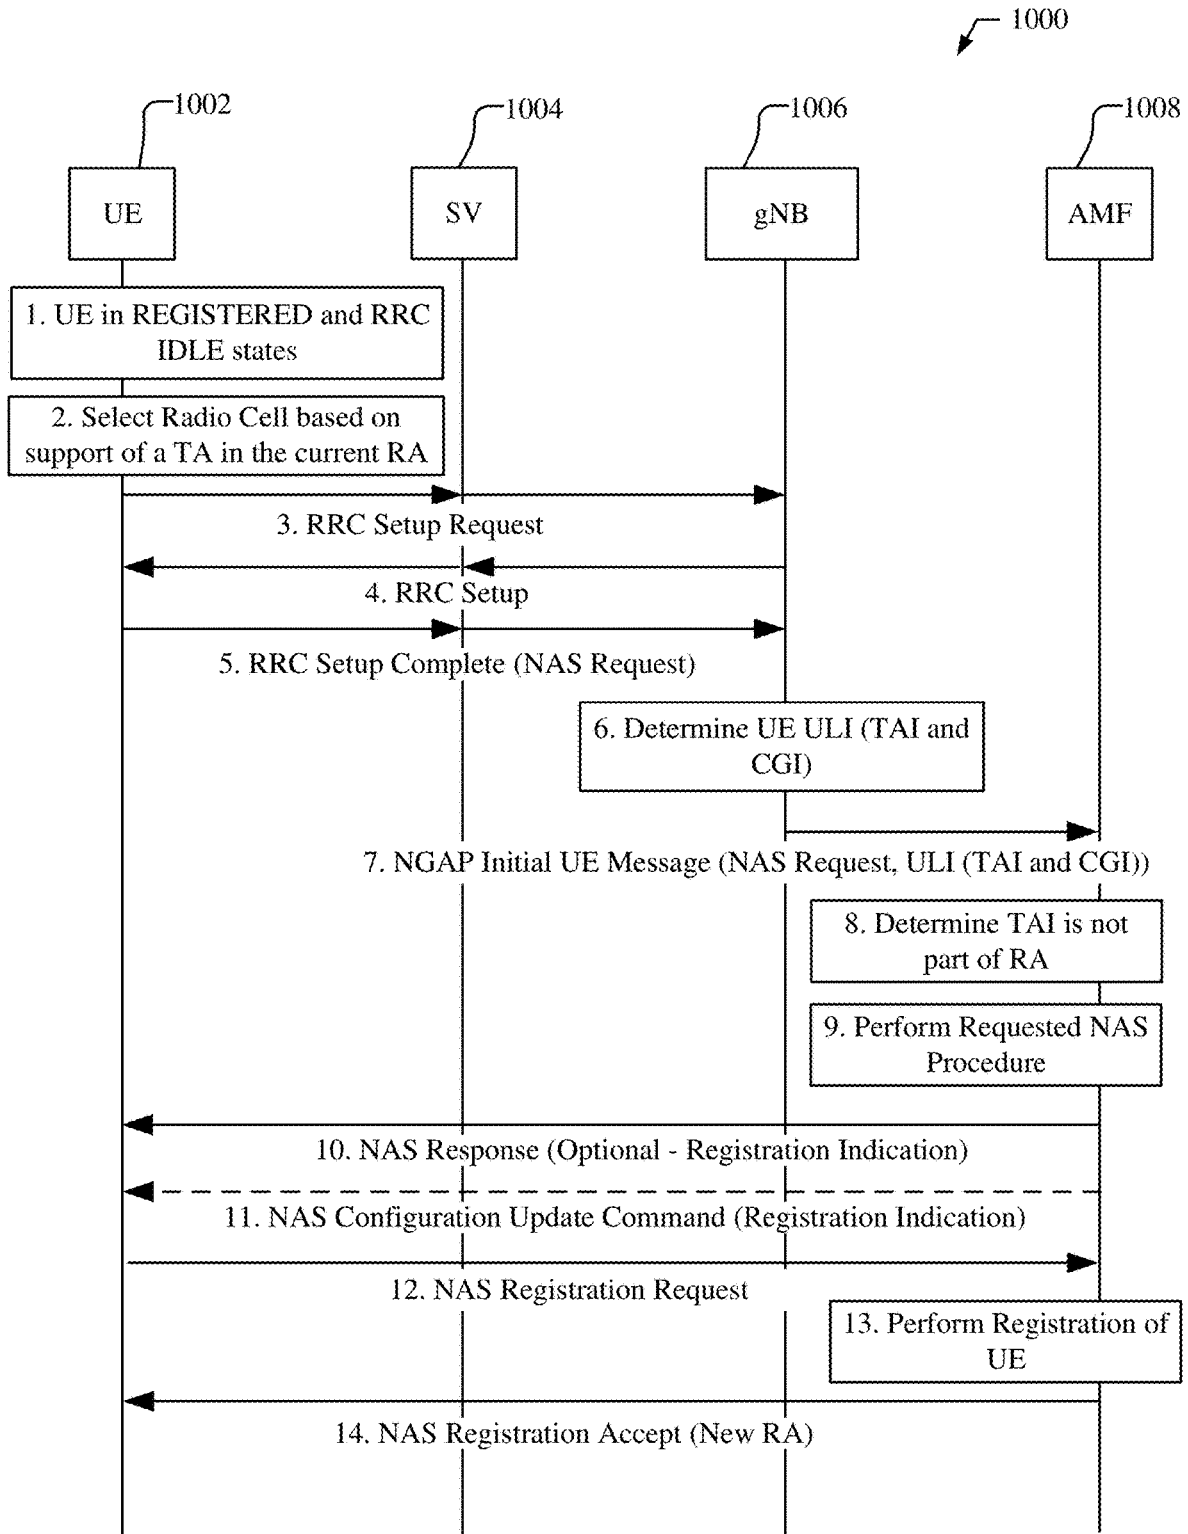 1000
1002
1004
1006
1008
UE
SV
gNB
AMF
1. UE in REGISTERED and RRC
IDLE states
2. Select Radio Cell based on
support of a TA in the current RA
3. RRC Setup Request
4. RRC Setup
5. RRC Setup Complete (NAS Request)
6. Determine UE ULI (TAI and
CGI)
7. NGAP Initial UE Message (NAS Request, ULI (TAI and CGI))
8. Determine TAI is not
part of RA
9. Perform Requested NAS
Procedure
10. NAS Response (Optional - Registration Indication)
11. NAS Configuration Update Command (Registration Indication)
12. NAS Registration Request
13. Perform Registration of
UE
14. NAS Registration Accept (New RA)